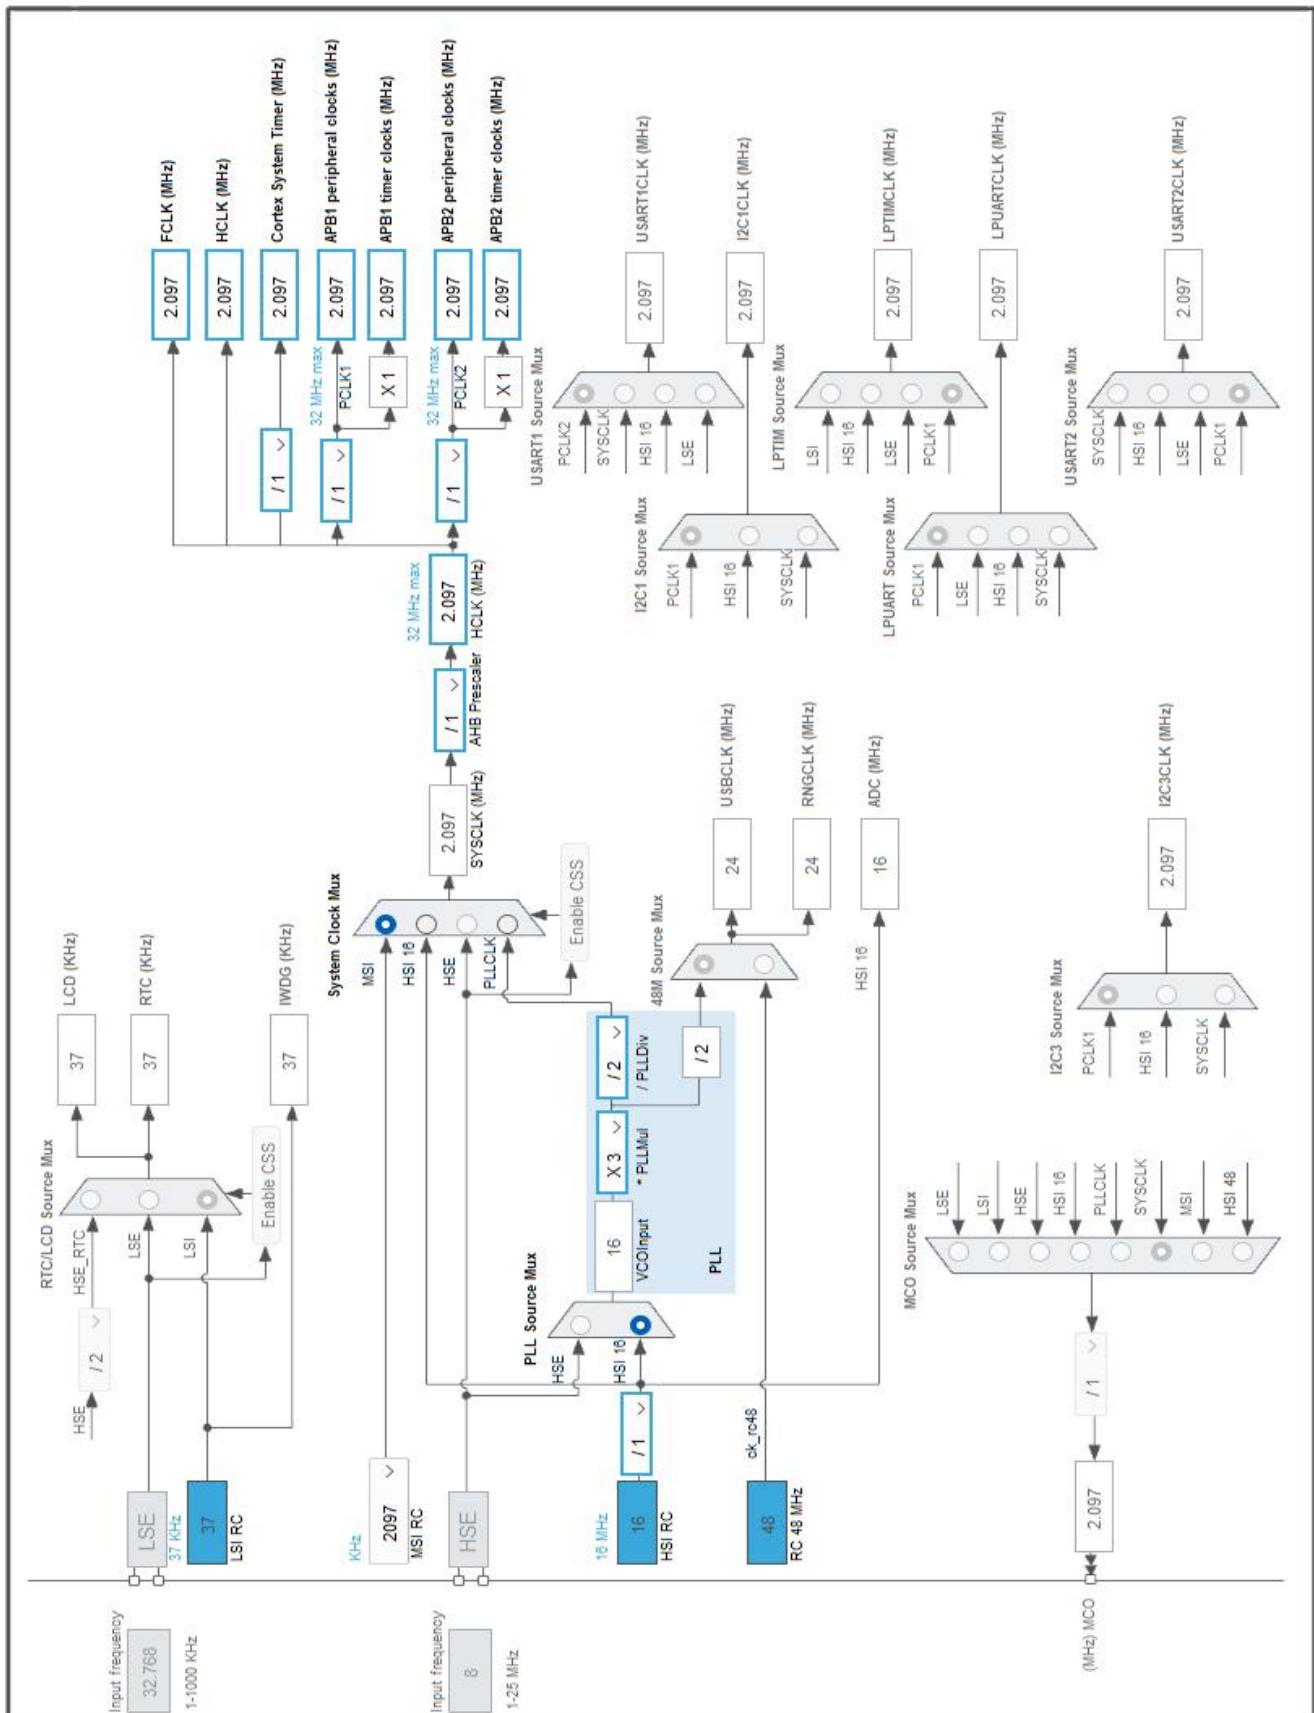 Input frequency
32.768
1-1000 KHz
LSE
37 KHz
37
LSI RC
HSE
/ 2
HSE_RTC
LSE
LSI
RTC/LCD Source Mux
Enable CSS
37
LCD (KHz)
37
RTC (KHz)
37
IWDG (KHz)
KHz
2097
MSI RC
Input frequency
8
1-25 MHz
HSE
16 MHz
16
HSI RC
/ 1
48
RC 48 MHz
ck_rc48
PLL Source Mux
HSE
HSI 16
16
VCOInput
X 3
* PLLMul
/ 2
/ PLLDiv
PLL
/ 2
System Clock Mux
MSI
HSI 16
HSE
PLLCLK
Enable CSS
2.097
SYSCLK (MHz)
/ 1
AHB Prescaler
32 MHz max
2.097
HCLK (MHz)
/ 1
/ 1
/ 1
32 MHz max
PCLK1
X 1
32 MHz max
PCLK2
X 1
2.097
FCLK (MHz)
2.097
HCLK (MHz)
2.097
Cortex System Timer (MHz)
2.097
APB1 peripheral clocks (MHz)
2.097
APB1 timer clocks (MHz)
2.097
APB2 peripheral clocks (MHz)
2.097
APB2 timer clocks (MHz)
48M Source Mux
24
USBCLK (MHz)
24
RNGCLK (MHz)
HSI 16
16
ADC (MHz)
USART1 Source Mux
PCLK2
SYSCLK
HSI 16
LSE
2.097
USART1CLK (MHz)
I2C1 Source Mux
PCLK1
HSI 16
SYSCLK
2.097
I2C1CLK (MHz)
LPTIM Source Mux
LSI
HSI 16
LSE
PCLK1
2.097
LPTIMCLK (MHz)
LPUART Source Mux
PCLK1
LSE
HSI 16
SYSCLK
2.097
LPUARTCLK (MHz)
USART2 Source Mux
SYSCLK
HSI 16
LSE
PCLK1
2.097
USART2CLK (MHz)
I2C3 Source Mux
PCLK1
HSI 16
SYSCLK
2.097
I2C3CLK (MHz)
MCO Source Mux
LSE
LSI
HSE
HSI 16
PLLCLK
SYSCLK
MSI
HSI 48
/ 1
2.097
(MHz) MCO